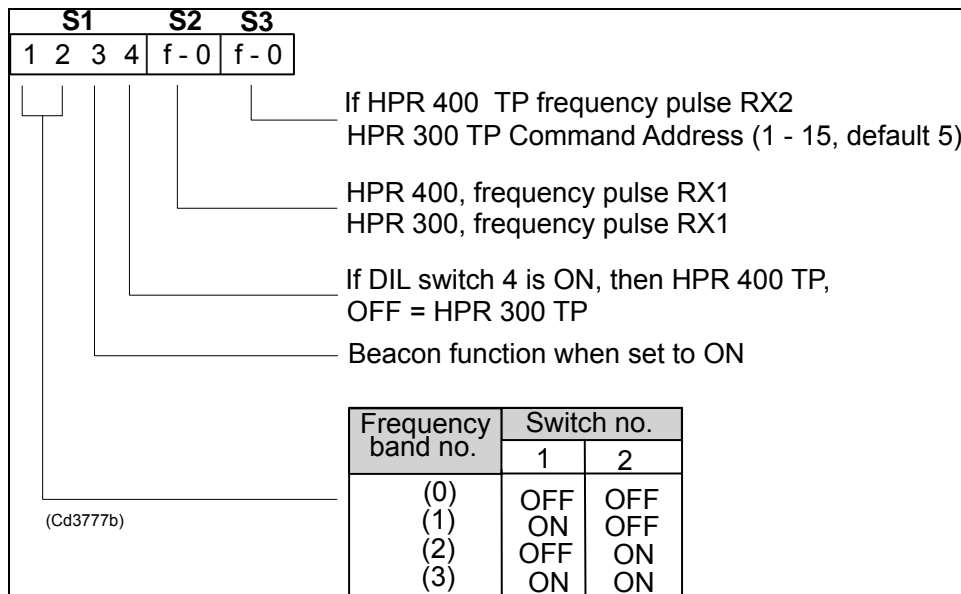 S1 S2 S3
1 2 3 4 f - 0 f - 0
If HPR 400 TP frequency pulse RX2
HPR 300 TP Command Address (1 - 15, default 5)
HPR 400, frequency pulse RX1
HPR 300, frequency pulse RX1
If DIL switch 4 is ON, then HPR 400 TP,
OFF = HPR 300 TP
Beacon function when set to ON
Frequency band no. Switch no.
1 2
(0) OFF OFF
(1) ON OFF
(2) OFF ON
(3) ON ON
(Cd3777b)